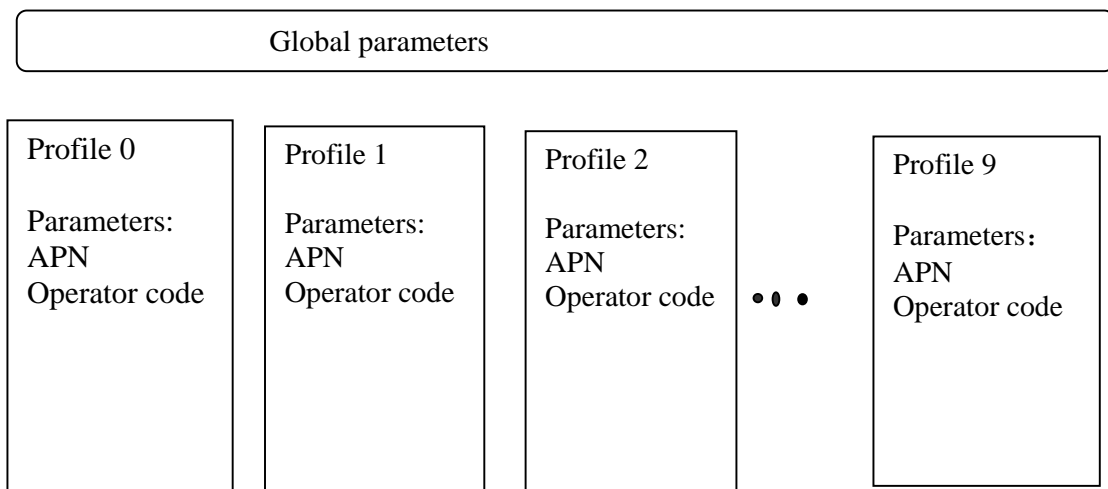 Global parameters
Profile 0
Parameters:
APN
Operator code
Profile 1
Parameters:
APN
Operator code
Profile 2
Parameters:
APN
Operator code
Profile 9
Parameters：
APN
Operator code